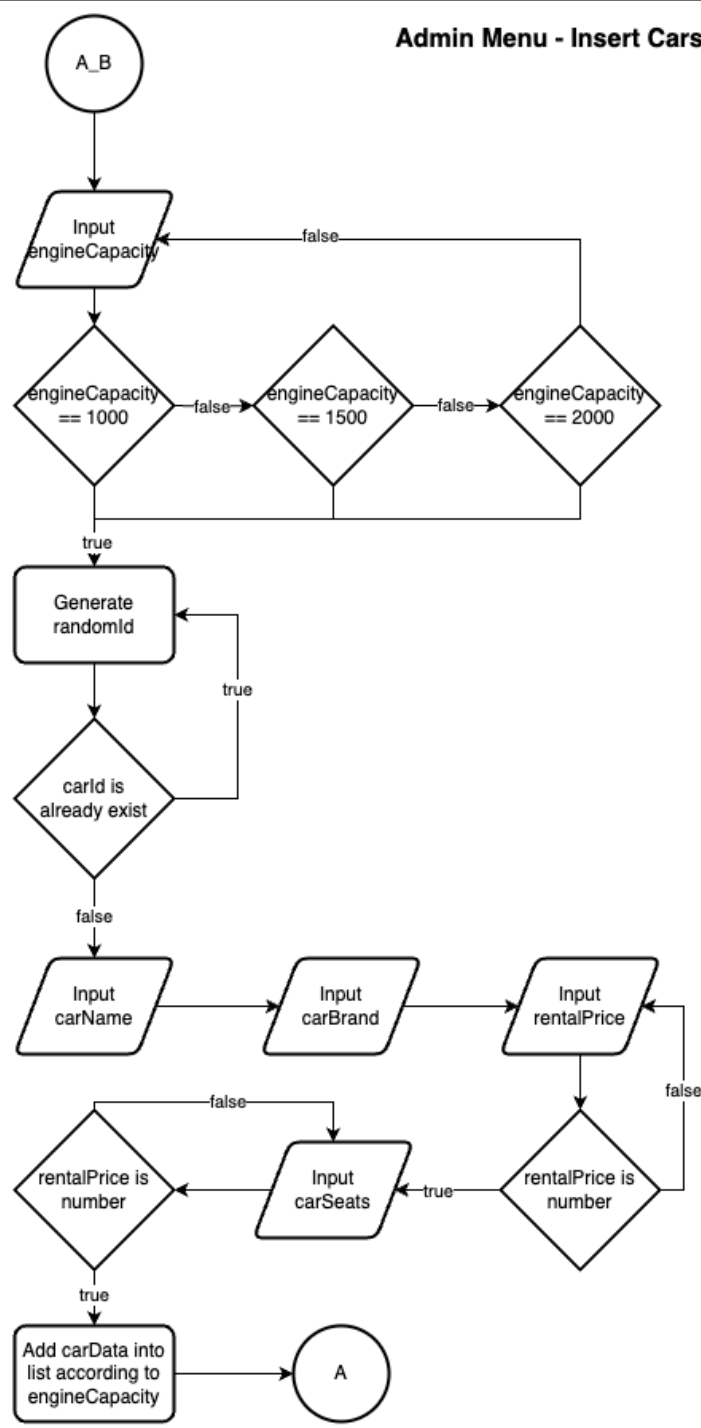 Admin Menu - Insert Cars
A_B
Input
engineCapacity
false
engineCapacity
== 1000
false
engineCapacity
== 1500
false
engineCapacity
== 2000
true
Generate
randomId
true
carId is
already exist
false
Input
carName
Input
carBrand
Input
rentalPrice
false
false
rentalPrice is
number
Input
carSeats
true
rentalPrice is
number
true
Add carData into
list according to
engineCapacity
A